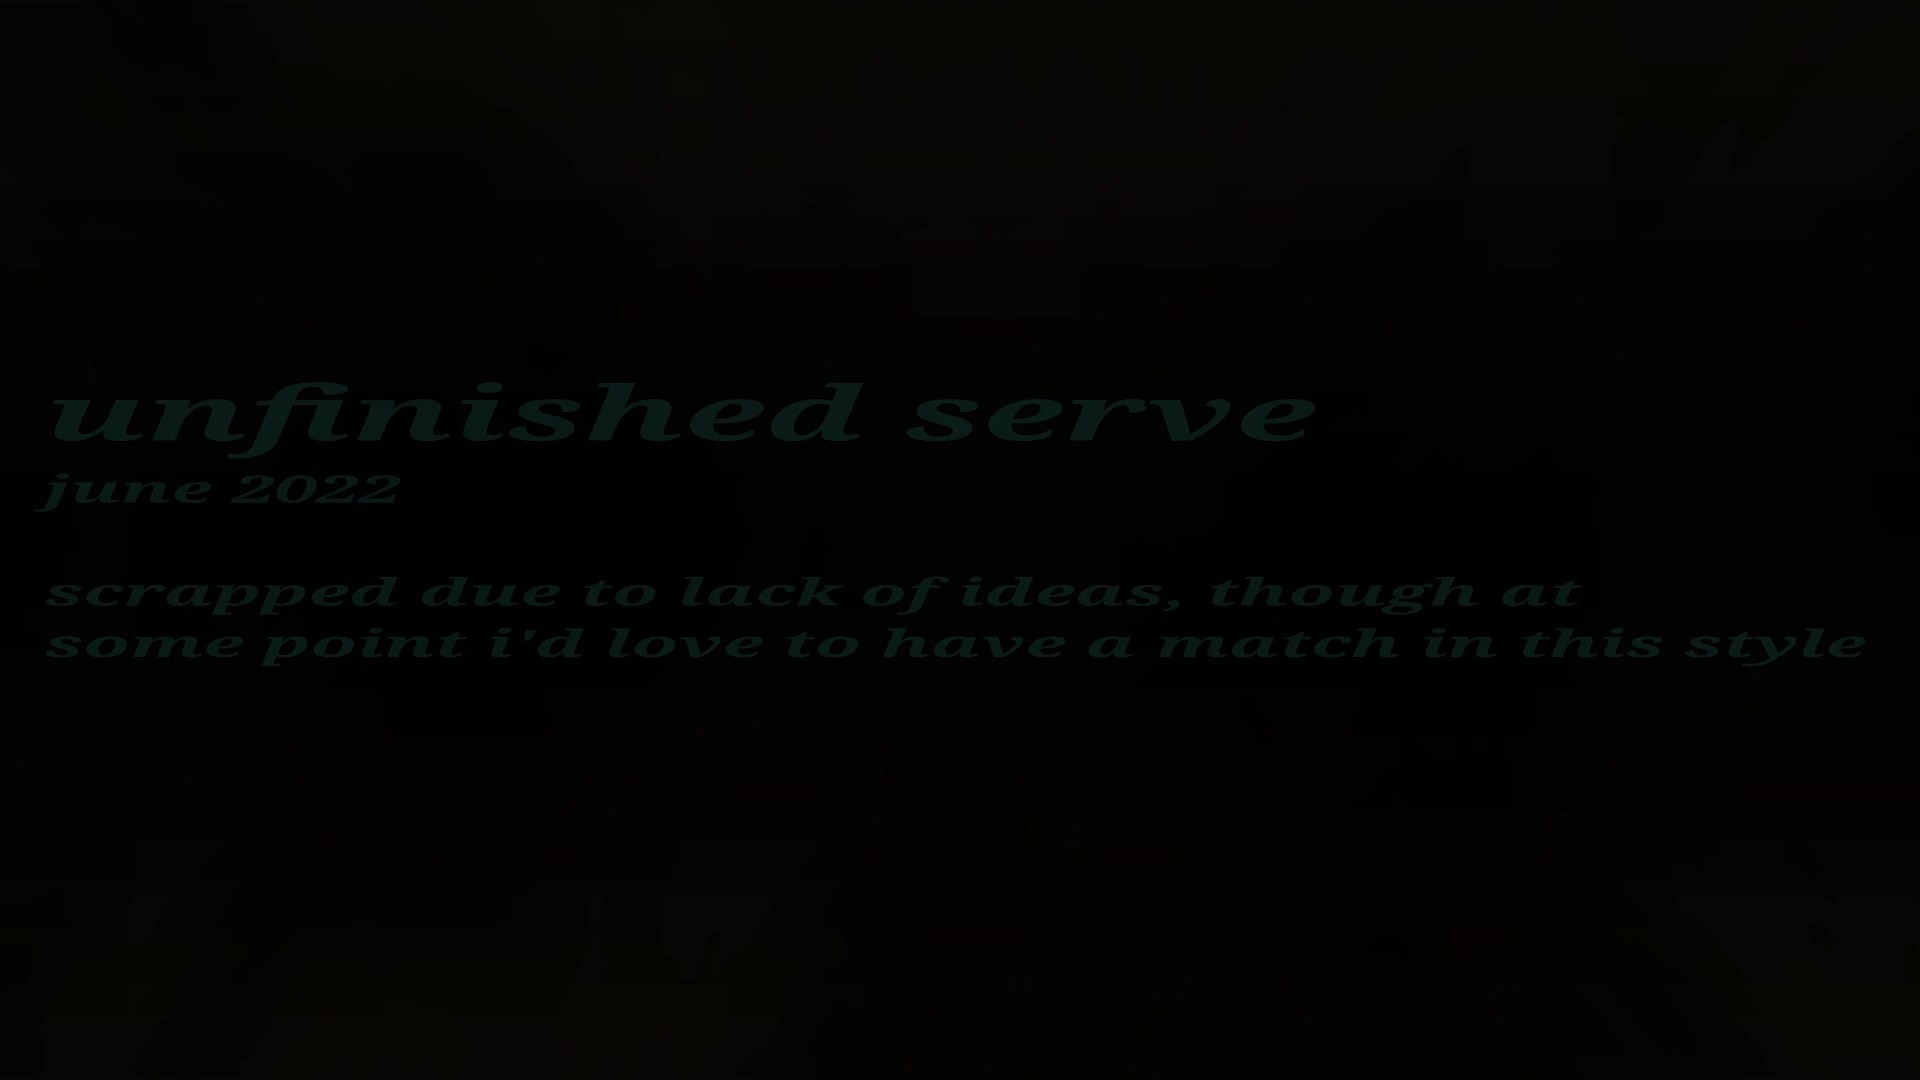 unfinished serve
june 2022
scrapped due to lack of ideas, though at
some point i'd love to have a match in this style